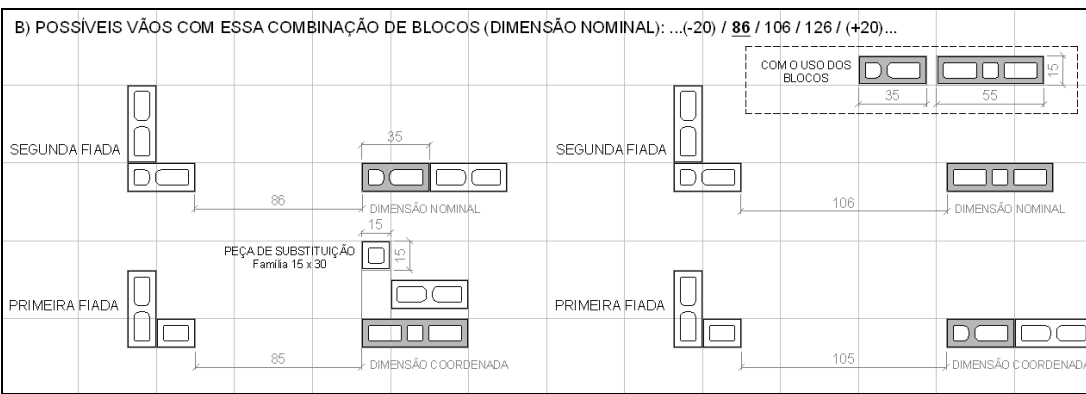 B) POSSÍVEIS VÃOS COM ESSA COMBINAÇÃO DE BLOCOS (DIMENSÃO NOMINAL): ...(-20) / 86 / 106 / 126 / (+20)...
COM O USO DOS
BLOCOS
35
55
15
SEGUNDA FIADA
35
86
DIMENSÃO NOMINAL
SEGUNDA FIADA
106
DIMENSÃO NOMINAL
PEÇA DE SUBSTITUIÇÃO
Família 15 x 30
15
15
PRIMEIRA FIADA
85
DIMENSÃO COORDENADA
PRIMEIRA FIADA
105
DIMENSÃO COORDENADA